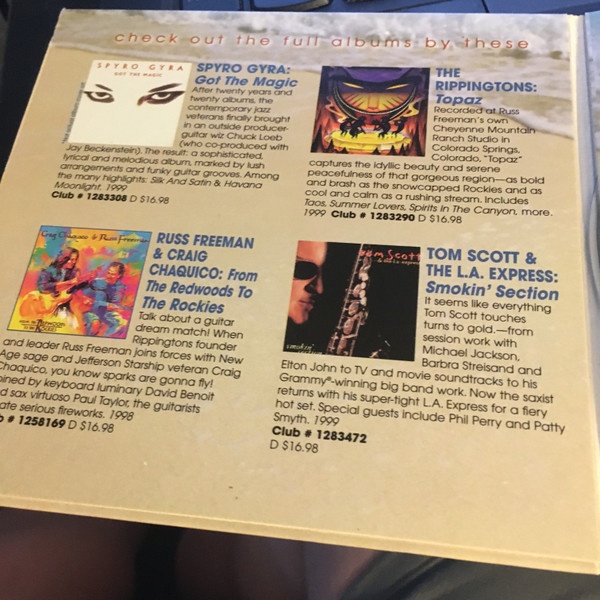 check out the full albums by these
SPYRO GYRA
GOT THE MAGIC
SPYRO GYRA:
Got The Magic
After twenty years and
twenty albums, the
contemporary jazz
veterans finally brought
in an outside producer-
guitar wiz Chuck Loeb
(who co-produced with
Jay Beckenstein). The result: a sophisticated,
lyrical and melodious album, marked by lush
arrangements and funky guitar grooves. Among
the many highlights: Silk And Satin & Havana
Moonlight. 1999
Club # 1283308 D $16.98
THE
RIPPINGTONS:
Topaz
Recorded at Russ
Freeman's own
Cheyenne Mountain
Ranch Studio in
Colorado Springs,
Colorado, "Topaz"
captures the idyllic beauty and serene
peacefulness of that gorgeous region—as bold
and brash as the snowcapped Rockies and as
cool and calm as a rushing stream. Includes
Taos, Summer Lovers, Spirits In The Canyon, more.
1999 Club # 1283290 D $16.98
Craig Chaquico & Russ Freeman
RUSS FREEMAN
& CRAIG
CHAQUICO: From
The Redwoods To
The Rockies
Talk about a guitar
dream match! When
Rippingtons founder
and leader Russ Freeman joins forces with New
Age sage and Jefferson Starship veteran Craig
Chaquico, you know sparks are gonna fly!
oined by keyboard luminary David Benoit
d sax virtuoso Paul Taylor, the guitarists
ate serious fireworks. 1998
b # 1258169 D $16.98
Tom Scott
& the L.A. express
smokin'
TOM SCOTT &
THE L.A. EXPRESS:
Smokin' Section
It seems like everything
Tom Scott touches
turns to gold.—from
session work with
Michael Jackson,
Barbra Streisand and
Elton John to TV and movie soundtracks to his
Grammy®-winning big band work. Now the saxist
returns with his super-tight L.A. Express for a fiery
hot set. Special guests include Phil Perry and Patty
Smyth. 1999
Club # 1283472
D $16.98